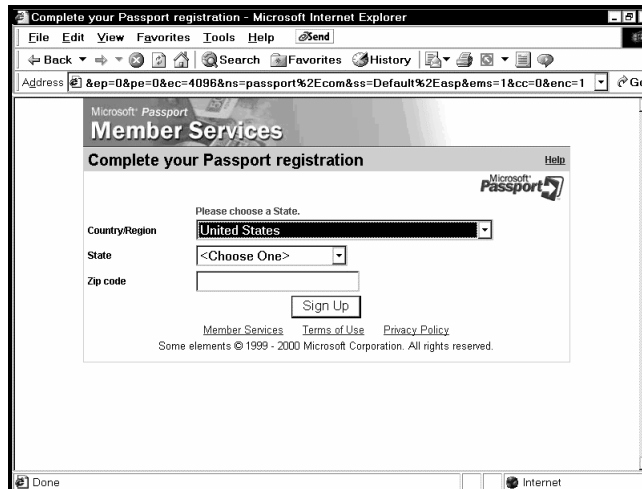 Complete your Passport registration - Microsoft Internet Explorer
File Edit View Favorites Tools Help Send
Back Search Favorites History
Address &ep=0&pe=0&ec=4096&ns=passport%2Ecom&ss=Default%2Easp&ems=1&cc=0&enc=1
Microsoft Passport
Member Services
Complete your Passport registration Help
Microsoft
Passport
Please choose a State.
Country/Region United States
State <Choose One>
Zip code
Sign Up
Member Services Terms of Use Privacy Policy
Some elements © 1999 - 2000 Microsoft Corporation. All rights reserved.
Done Internet